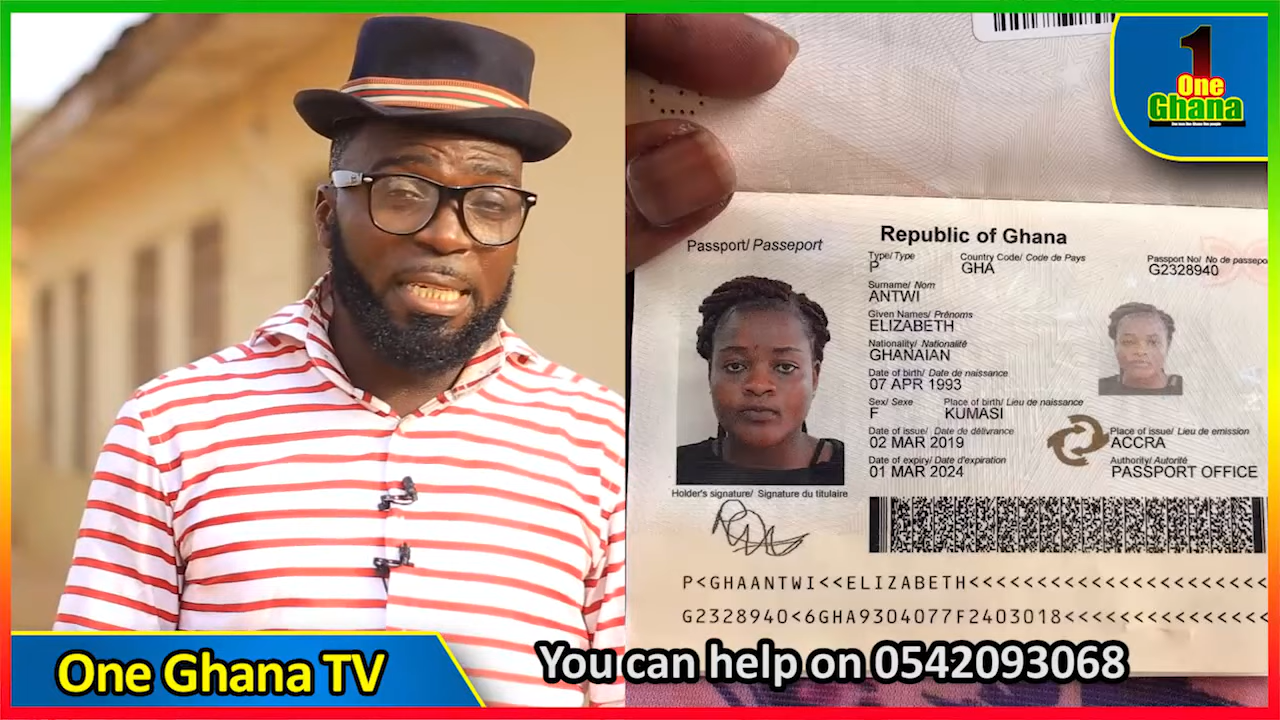 1
One
Ghana
Passport/ Passeport
Republic of Ghana
Type/ Type
P
Country Code/ Code de Pays
GHA
Passport No/ No de passepo
G2328940
Surname/ Nom
ANTWI
Given Names/ Prénoms
ELIZABETH
Nationality/ Nationalité
GHANAIAN
Date of birth/ Date de naissance
07 APR 1993
Sex/ Sexe
F
Place of birth/ Lieu de naissance
KUMASI
Date of issue/ Date de délivrance
02 MAR 2019
Place of issue/ Lieu de emission
ACCRA
Date of expiry/ Date d'expiration
01 MAR 2024
Authority/ Autorité
PASSPORT OFFICE
Holder's signature/ Signature du titulaire
P<GHAANTWI<<ELIZABETH<<<<<<<<<<<<<<<<<<<<<<
G2328940<6GHA9304077F2403018<<<<<<<<<<<<<<<
One Ghana TV
You can help on 0542093068